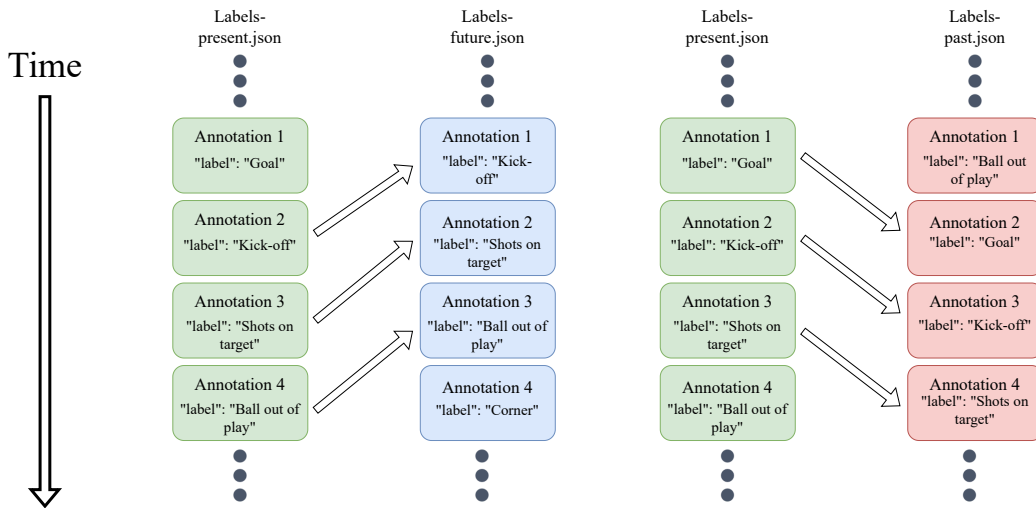 Time
Labels-
present.json
Annotation 1
"label": "Goal"
Annotation 2
"label": "Kick-off"
Annotation 3
"label": "Shots on
target"
Annotation 4
"label": "Ball out of
play"
Labels-
future.json
Annotation 1
"label": "Kick-
off"
Annotation 2
"label": "Shots on
target"
Annotation 3
"label": "Ball out of
play"
Annotation 4
"label": "Corner"
Labels-
present.json
Annotation 1
"label": "Goal"
Annotation 2
"label": "Kick-off"
Annotation 3
"label": "Shots on
target"
Annotation 4
"label": "Ball out of
play"
Labels-
past.json
Annotation 1
"label": "Ball out
of play"
Annotation 2
"label": "Goal"
Annotation 3
"label": "Kick-off"
Annotation 4
"label": "Shots on
target"